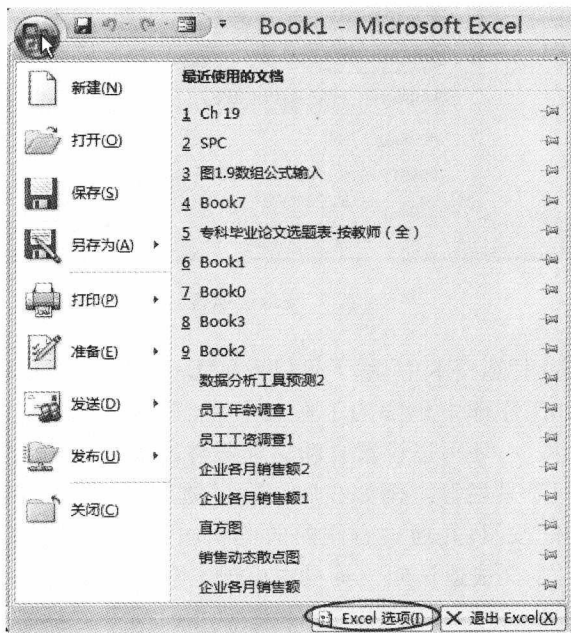 Book1 - Microsoft Excel
新建(N)
打开(O)
保存(S)
另存为(A)
打印(P)
准备(E)
发送(D)
发布(U)
关闭(C)
最近使用的文档
1 Ch 19
2 SPC
3 图1.9数组公式输入
4 Book7
5 专科毕业论文选题表-按教师（全）
6 Book1
7 Book0
8 Book3
9 Book2
数据分析工具预测2
员工年龄调查1
员工工资调查1
企业各月销售额2
企业各月销售额1
直方图
销售动态散点图
企业各月销售额
Excel 选项(I)
退出 Excel(X)